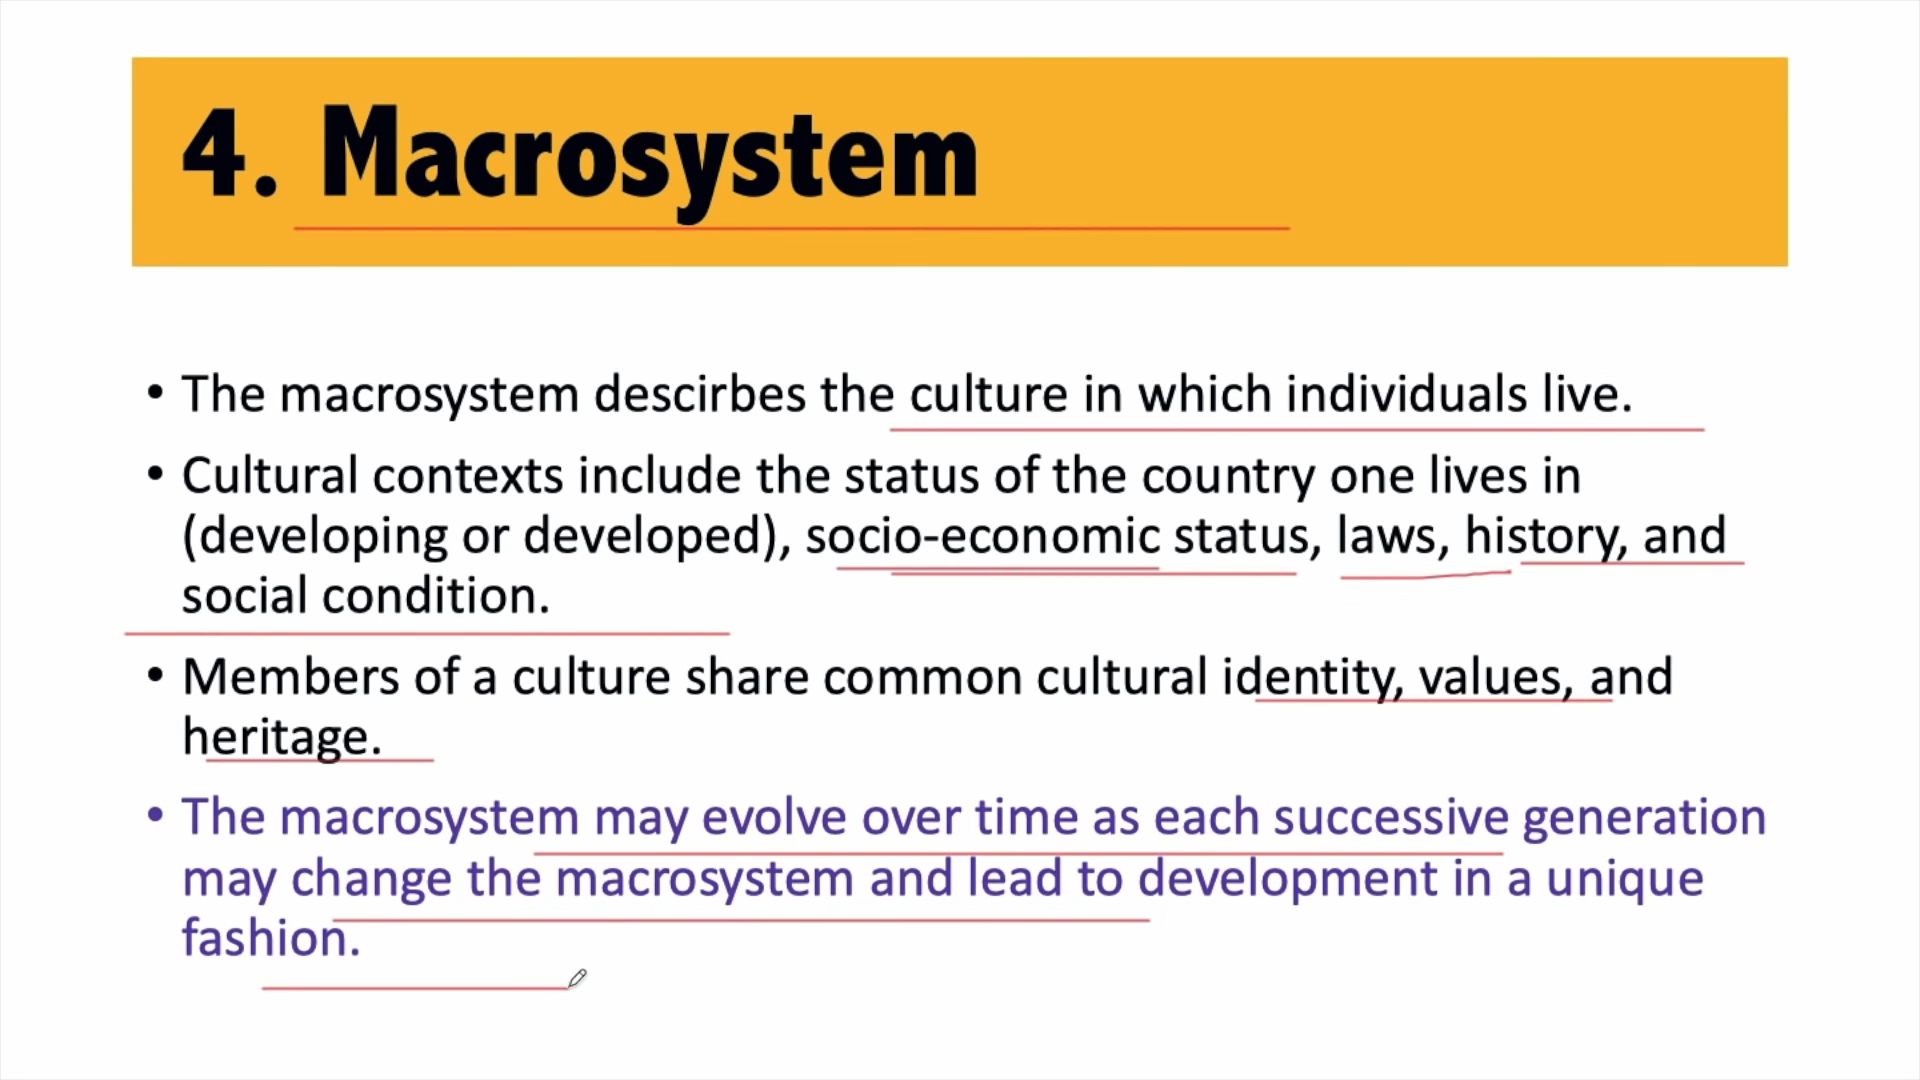 4. Macrosystem
• The macrosystem descirbes the culture in which individuals live.
• Cultural contexts include the status of the country one lives in
(developing or developed), socio-economic status, laws, history, and
social condition.
• Members of a culture share common cultural identity, values, and
heritage.
• The macrosystem may evolve over time as each successive generation
may change the macrosystem and lead to development in a unique
fashion.